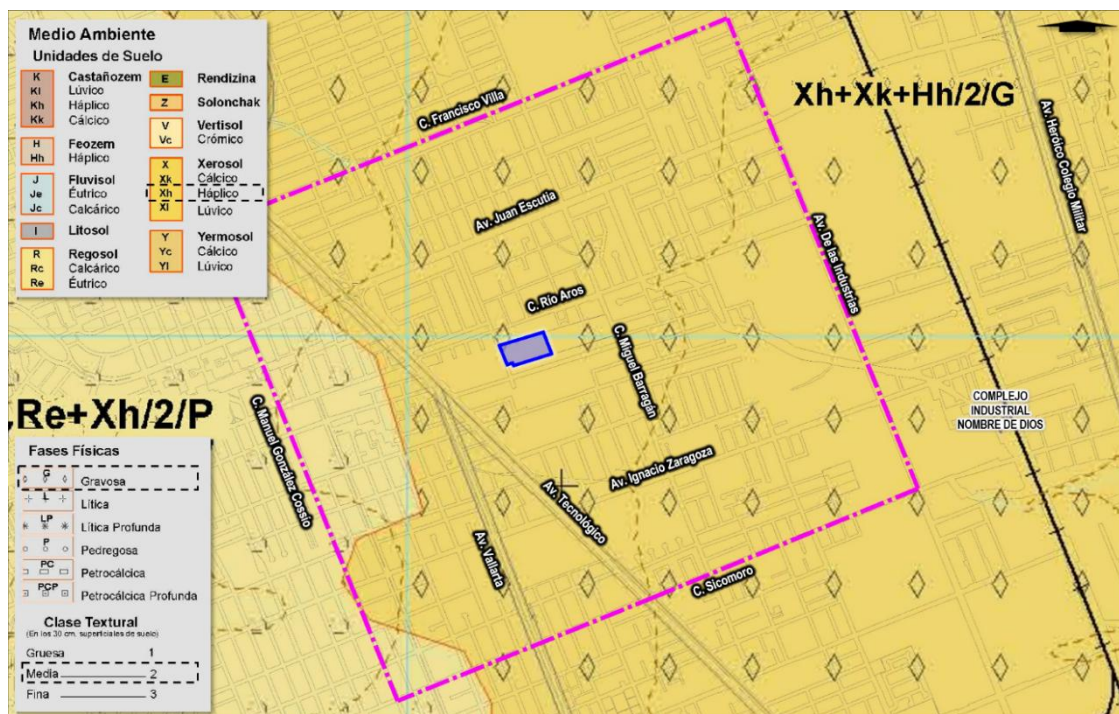 Medio Ambiente
Unidades de Suelo
K Castañozem
Kl Lúvico
Kh Háplico
Kk Cálcico
H Feozem
Hh Háplico
J Fluvisol
Je Éutrico
Jc Calcárico
I Litosol
R Regosol
Rc Calcárico
Re Éutrico
E Rendizina
Z Solonchak
V Vertisol
Vc Crómico
X Xerosol
Xk Cálcico
Xh Háplico
Xl Lúvico
Y Yermosol
Yc Cálcico
Yl Lúvico
C. Francisco Villa
Xh+Xk+Hh/2/G
Av. Heróico Colegio Militar
Av. Juan Escutia
Av. De las Industrias
C. Río Aros
C. Miguel Barragán
Re+Xh/2/P
C. Manuel González Cossío
COMPLEJO
INDUSTRIAL
NOMBRE DE DIOS
Av. Ignacio Zaragoza
Av. Tecnológico
Av. Vallarta
C. Sicomoro
Fases Físicas
G Gravosa
L Lítica
LP Lítica Profunda
P Pedregosa
PC Petrocálcica
PCP Petrocálcica Profunda
Clase Textural
(En los 30 cm. superficiales de suelo)
Gruesa 1
Media 2
Fina 3